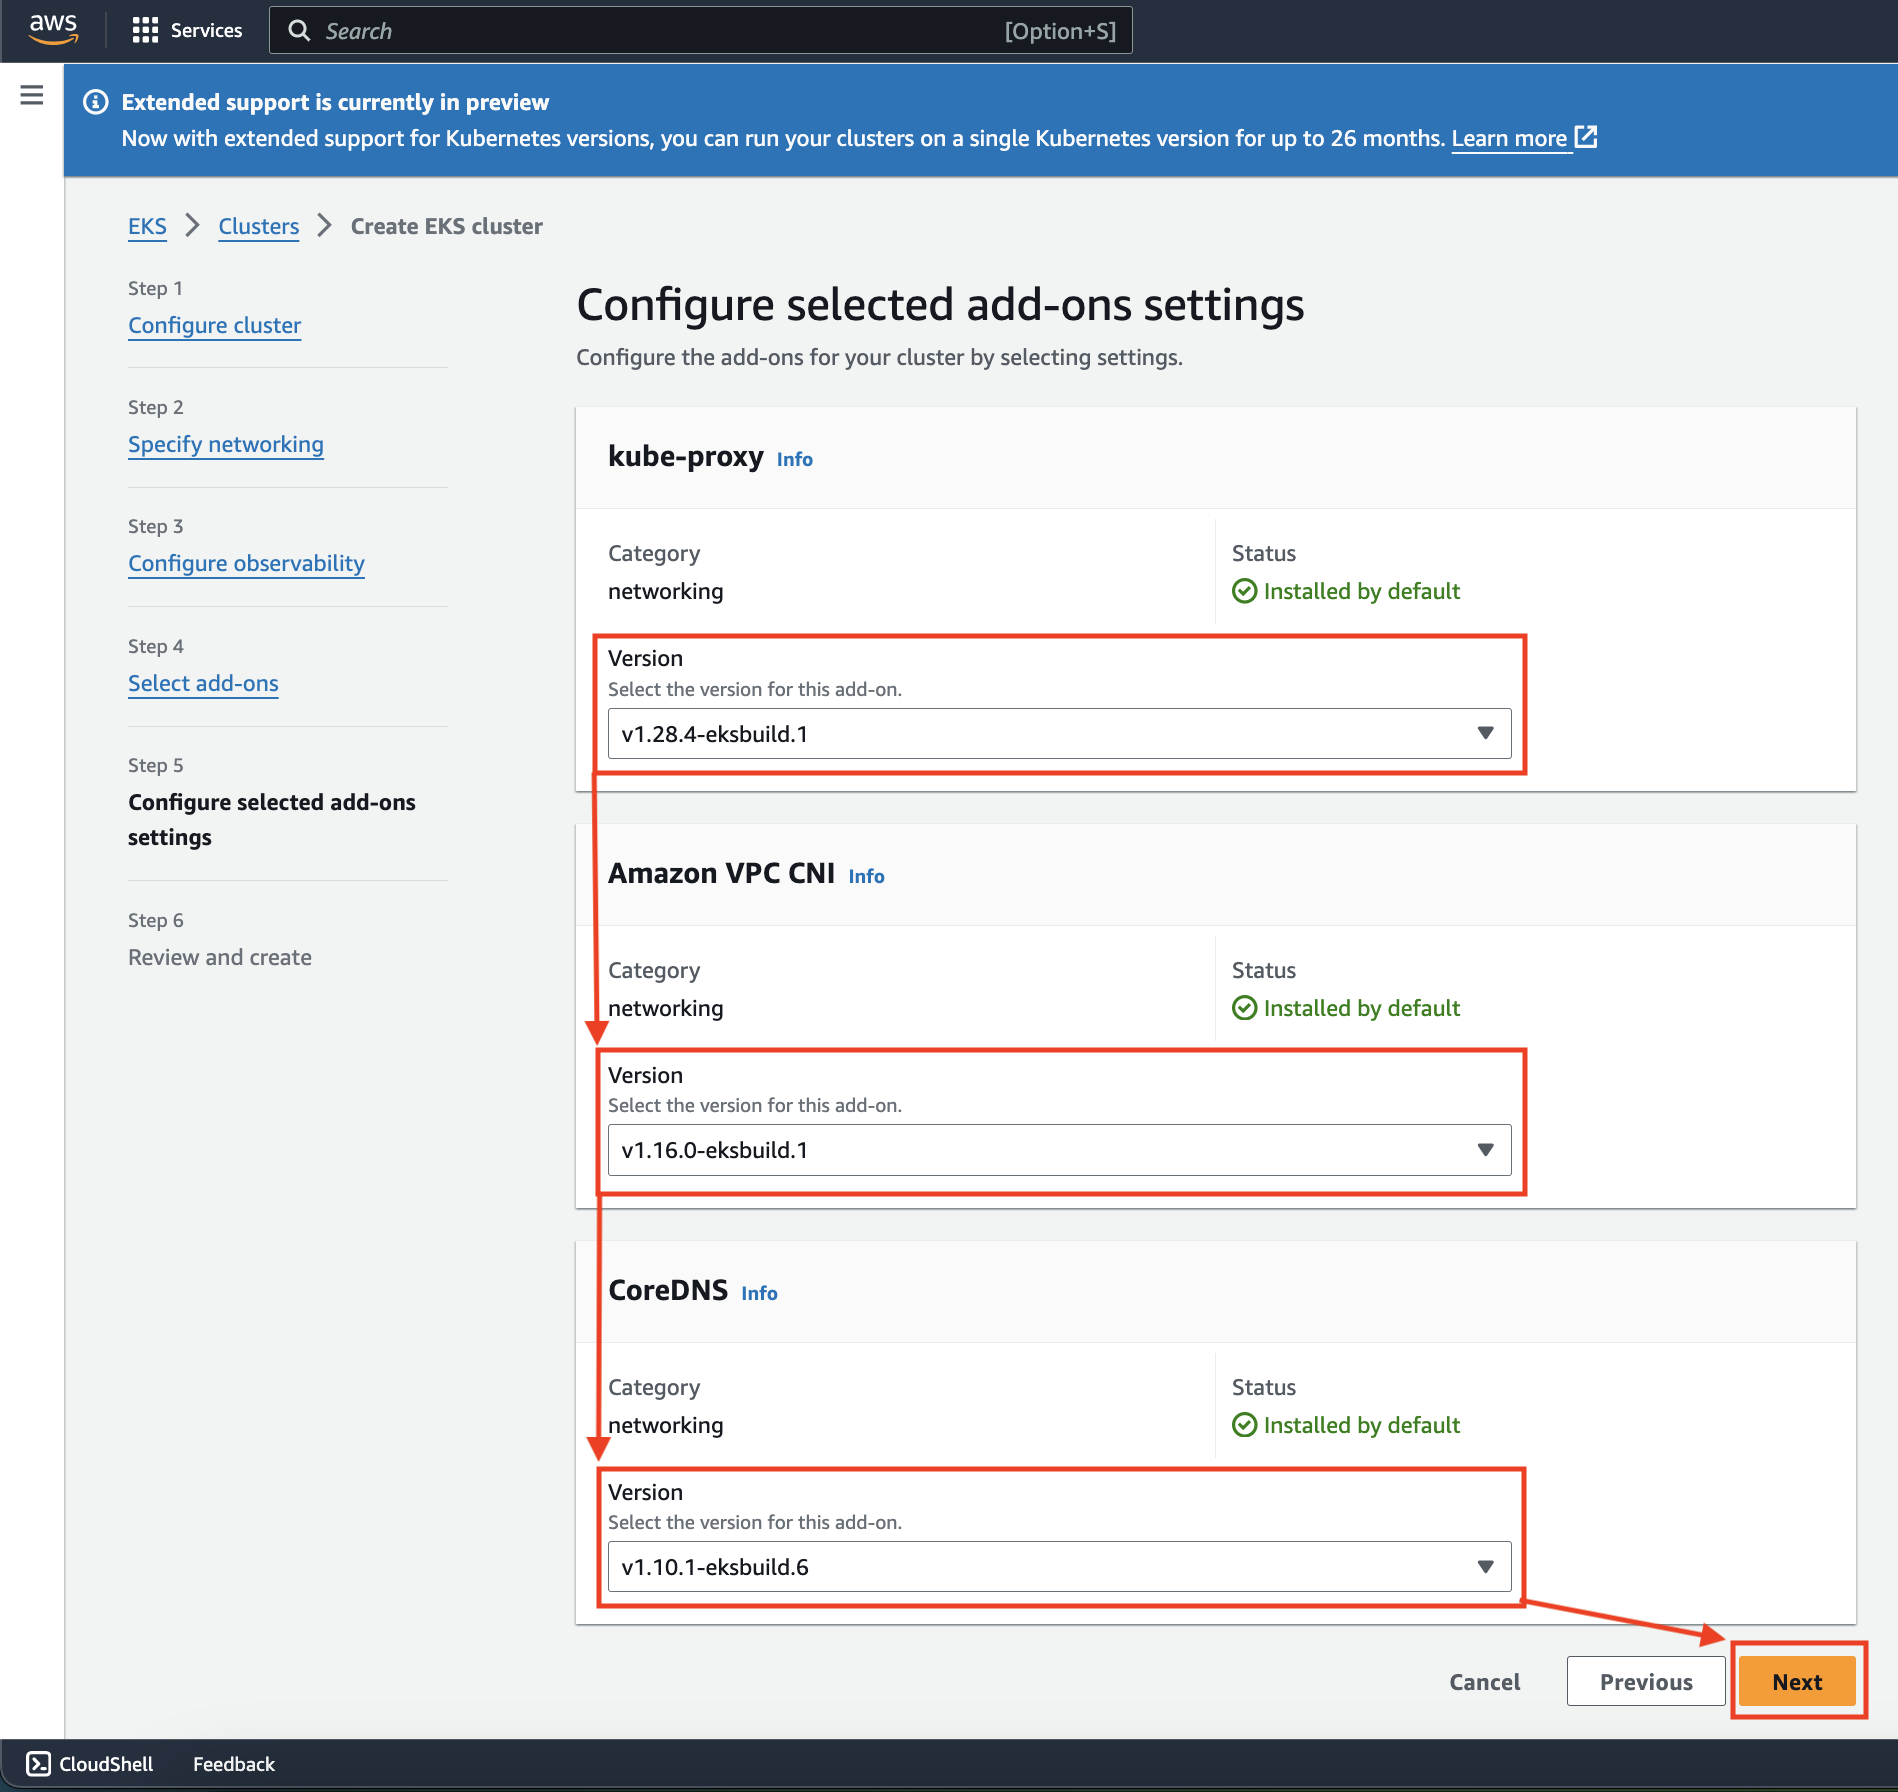 aws
Services
Search
[Option+S]
Extended support is currently in preview
Now with extended support for Kubernetes versions, you can run your clusters on a single Kubernetes version for up to 26 months. Learn more
EKS
Clusters
Create EKS cluster
Step 1
Configure cluster
Step 2
Specify networking
Step 3
Configure observability
Step 4
Select add-ons
Step 5
Configure selected add-ons
settings
Step 6
Review and create
Configure selected add-ons settings
Configure the add-ons for your cluster by selecting settings.
kube-proxy Info
Category
networking
Status
Installed by default
Version
Select the version for this add-on.
v1.28.4-eksbuild.1
Amazon VPC CNI Info
Category
networking
Status
Installed by default
Version
Select the version for this add-on.
v1.16.0-eksbuild.1
CoreDNS Info
Category
networking
Status
Installed by default
Version
Select the version for this add-on.
v1.10.1-eksbuild.6
Cancel
Previous
Next
CloudShell
Feedback